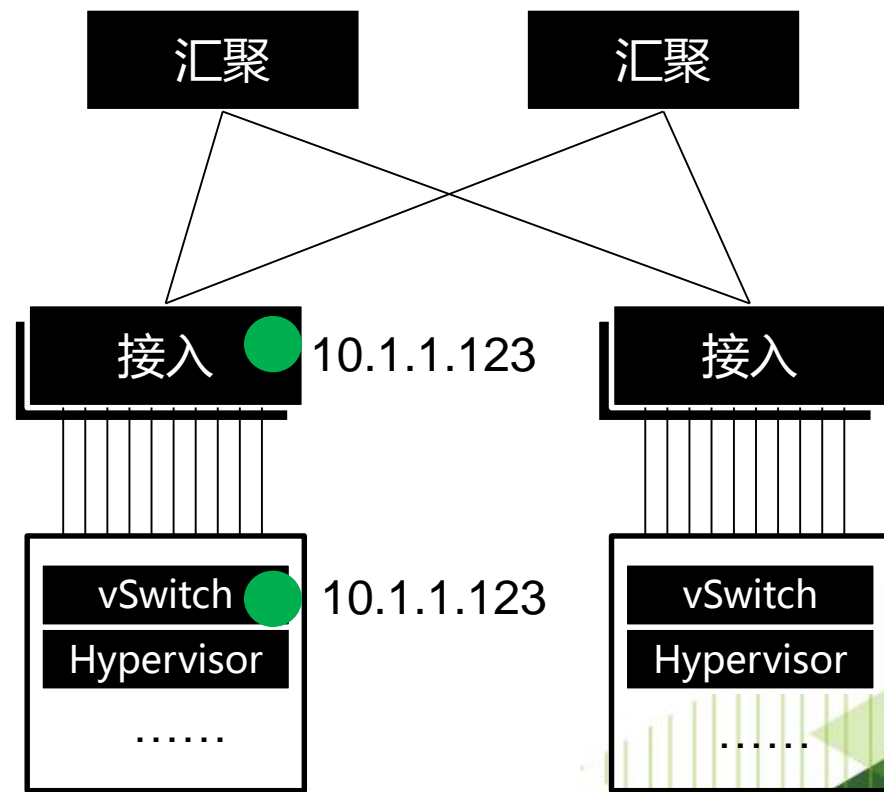 汇聚
汇聚
接入
10.1.1.123
接入
vSwitch
10.1.1.123
Hypervisor
......
vSwitch
Hypervisor
......